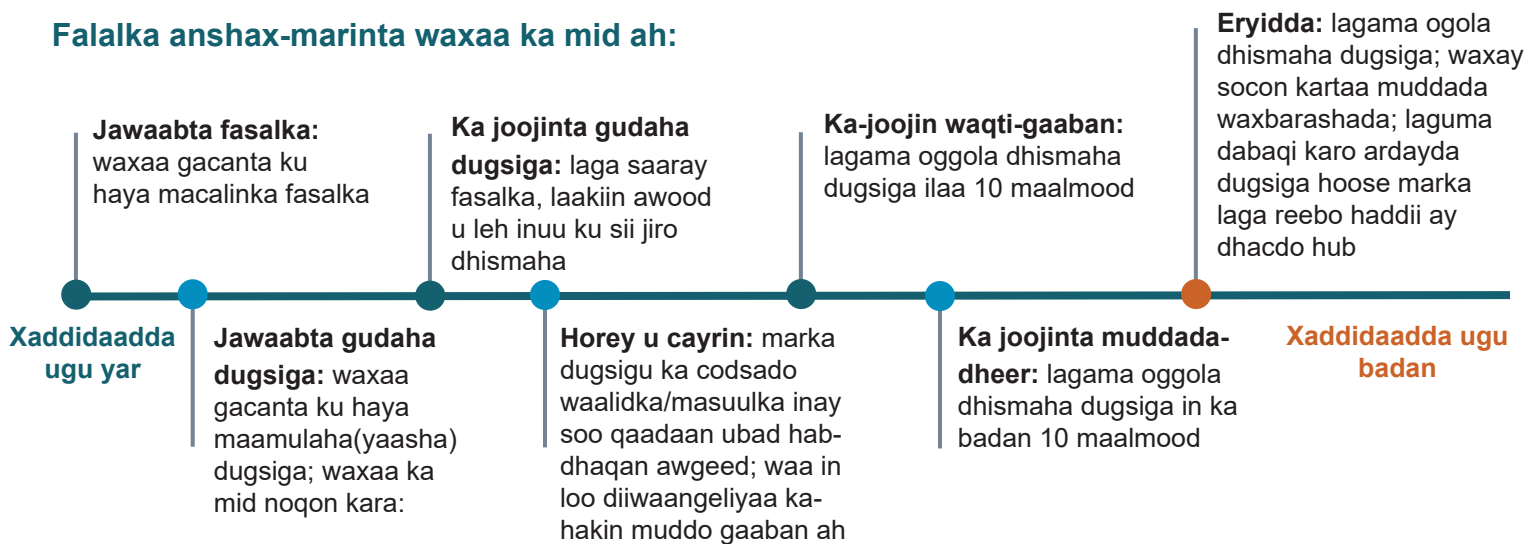 Falalka anshax-marinta waxaa ka mid ah:
Jawaabta fasalka:
waxaa gacanta ku
haya macalinka fasalka
Ka joojinta gudaha
dugsiga: laga saaray
fasalka, laakiin awood
u leh inuu ku sii jiro
dhismaha
Ka-joojin waqti-gaaban:
lagama oggola dhismaha
dugsiga ilaa 10 maalmood
Eryidda: lagama ogola
dhismaha dugsiga; waxay
socon kartaa muddada
waxbarashada; laguma
dabaqi karo ardayda
dugsiga hoose marka
laga reebo haddii ay
dhacdo hub
Xaddidaadda
ugu yar
Jawaabta gudaha
dugsiga: waxaa
gacanta ku haya
maamulaha(yaasha)
dugsiga; waxaa ka
mid noqon kara:
Horey u cayrin: marka
dugsigu ka codsado
waalidka/masuulka inay
soo qaadaan ubad hab-
dhaqan awgeed; waa in
loo diiwaangeliyaa ka-
hakin muddo gaaban ah
Ka joojinta muddada-
dheer: lagama oggola
dhismaha dugsiga in ka
badan 10 maalmood
Xaddidaadda ugu
badan